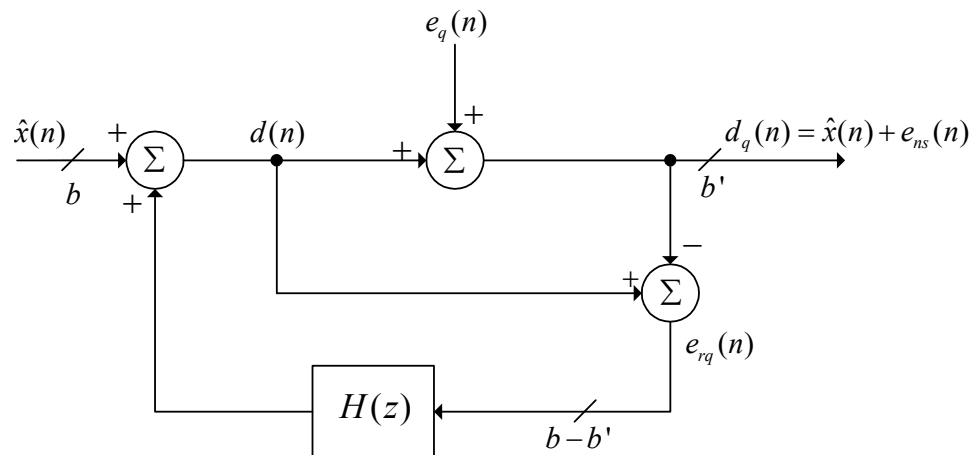 e_q(n)
x̂(n)
+
Σ
d(n)
+
+
Σ
d_q(n) = x̂(n) + e_ns(n)
b
+
b'
−
+
Σ
e_rq(n)
H(z)
b − b'